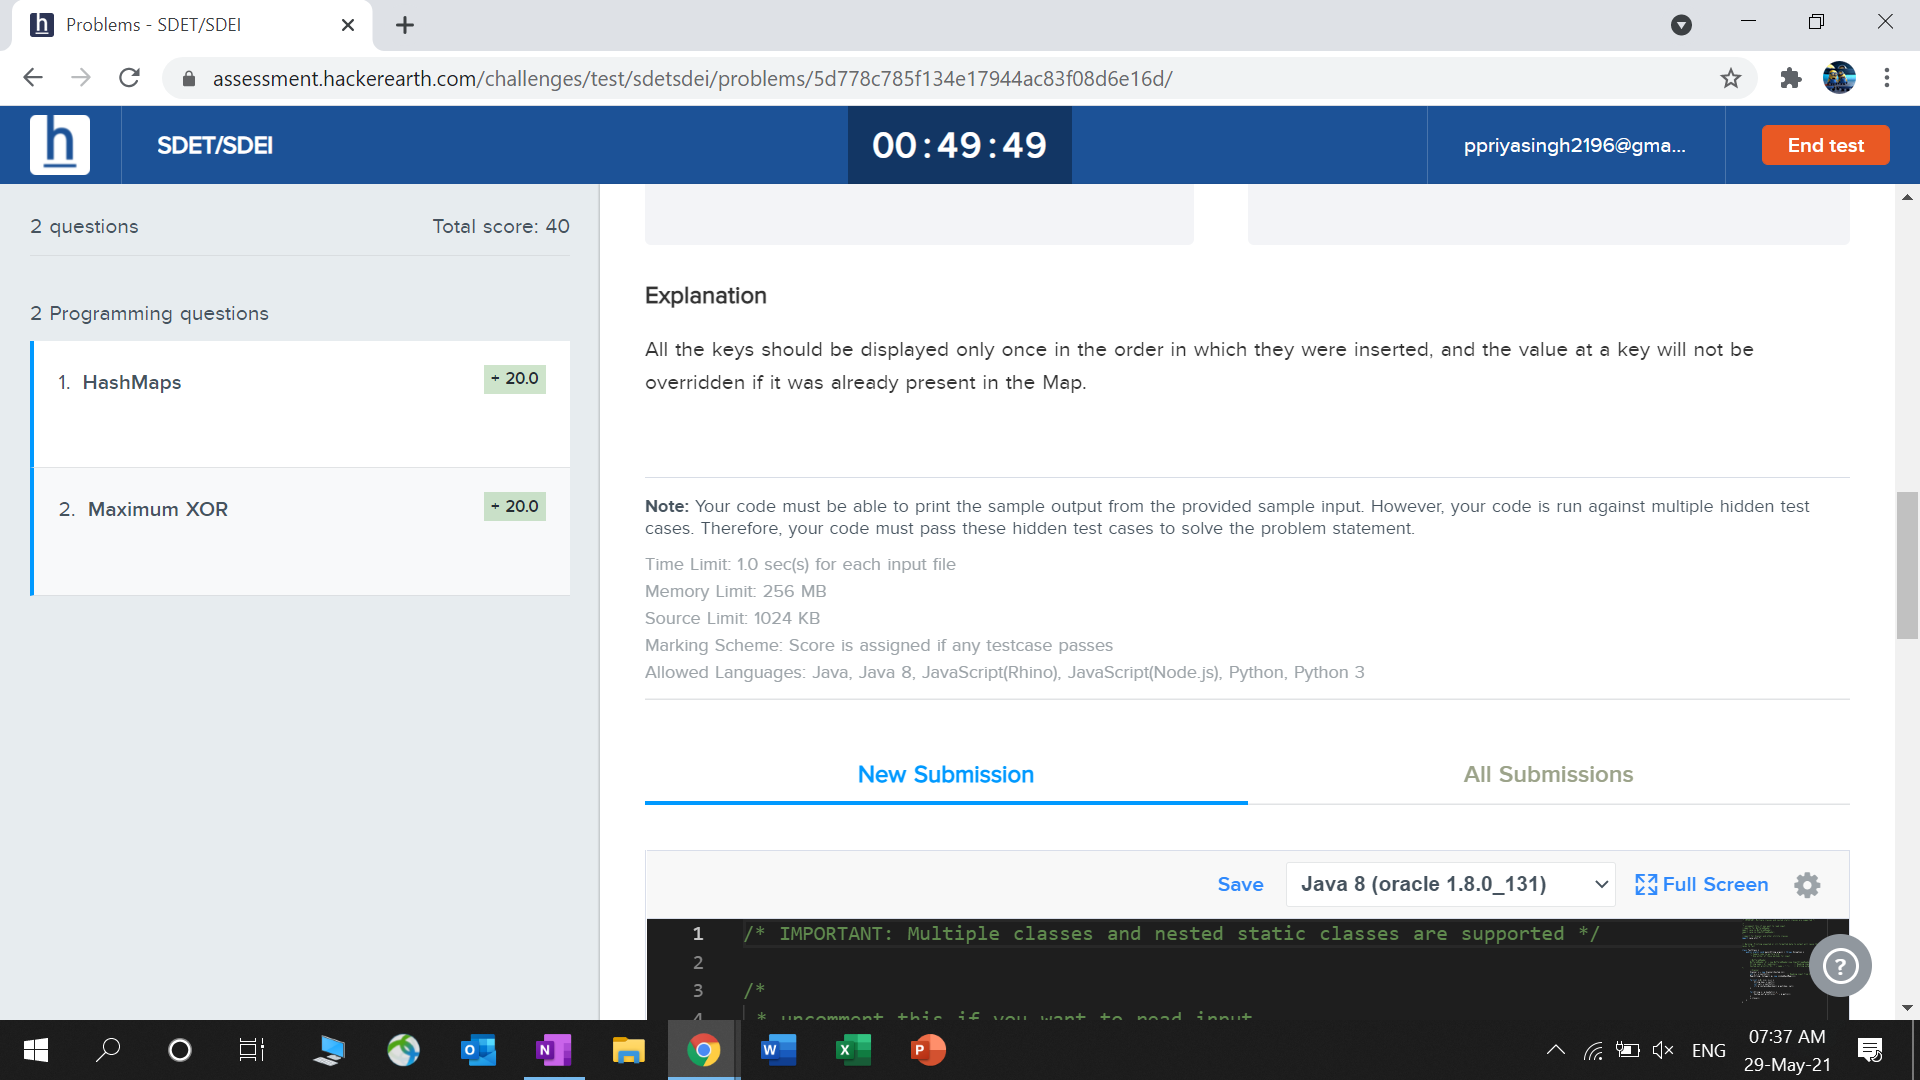 Problems - SDET/SDEI
assessment.hackerearth.com/challenges/test/sdetsdei/problems/5d778c785f134e17944ac83f08d6e16d/
h
SDET/SDEI
00:49:49
ppriyasingh2196@gma...
End test
2 questions
Total score: 40
2 Programming questions
1. HashMaps
+ 20.0
2. Maximum XOR
+ 20.0
Explanation
All the keys should be displayed only once in the order in which they were inserted, and the value at a key will not be
overridden if it was already present in the Map.
Note: Your code must be able to print the sample output from the provided sample input. However, your code is run against multiple hidden test
cases. Therefore, your code must pass these hidden test cases to solve the problem statement.
Time Limit: 1.0 sec(s) for each input file
Memory Limit: 256 MB
Source Limit: 1024 KB
Marking Scheme: Score is assigned if any testcase passes
Allowed Languages: Java, Java 8, JavaScript(Rhino), JavaScript(Node.js), Python, Python 3
New Submission
All Submissions
Save
Java 8 (oracle 1.8.0_131)
Full Screen
1 /* IMPORTANT: Multiple classes and nested static classes are supported */
2
3 /*
4 * uncomment this if you want to read input
?
ENG
07:37 AM
29-May-21